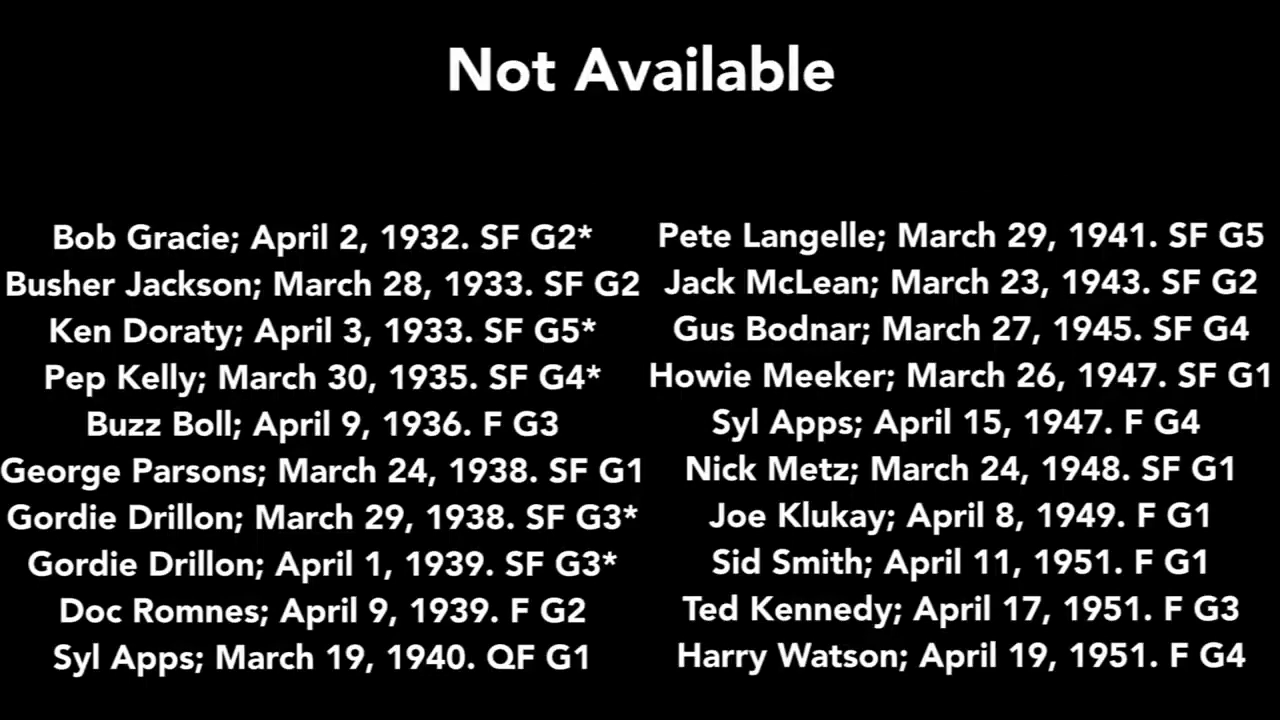 Not Available
Bob Gracie; April 2, 1932. SF G2*
Busher Jackson; March 28, 1933. SF G2
Ken Doraty; April 3, 1933. SF G5*
Pep Kelly; March 30, 1935. SF G4*
Buzz Boll; April 9, 1936. F G3
George Parsons; March 24, 1938. SF G1
Gordie Drillon; March 29, 1938. SF G3*
Gordie Drillon; April 1, 1939. SF G3*
Doc Romnes; April 9, 1939. F G2
Syl Apps; March 19, 1940. QF G1
Pete Langelle; March 29, 1941. SF G5
Jack McLean; March 23, 1943. SF G2
Gus Bodnar; March 27, 1945. SF G4
Howie Meeker; March 26, 1947. SF G1
Syl Apps; April 15, 1947. F G4
Nick Metz; March 24, 1948. SF G1
Joe Klukay; April 8, 1949. F G1
Sid Smith; April 11, 1951. F G1
Ted Kennedy; April 17, 1951. F G3
Harry Watson; April 19, 1951. F G4